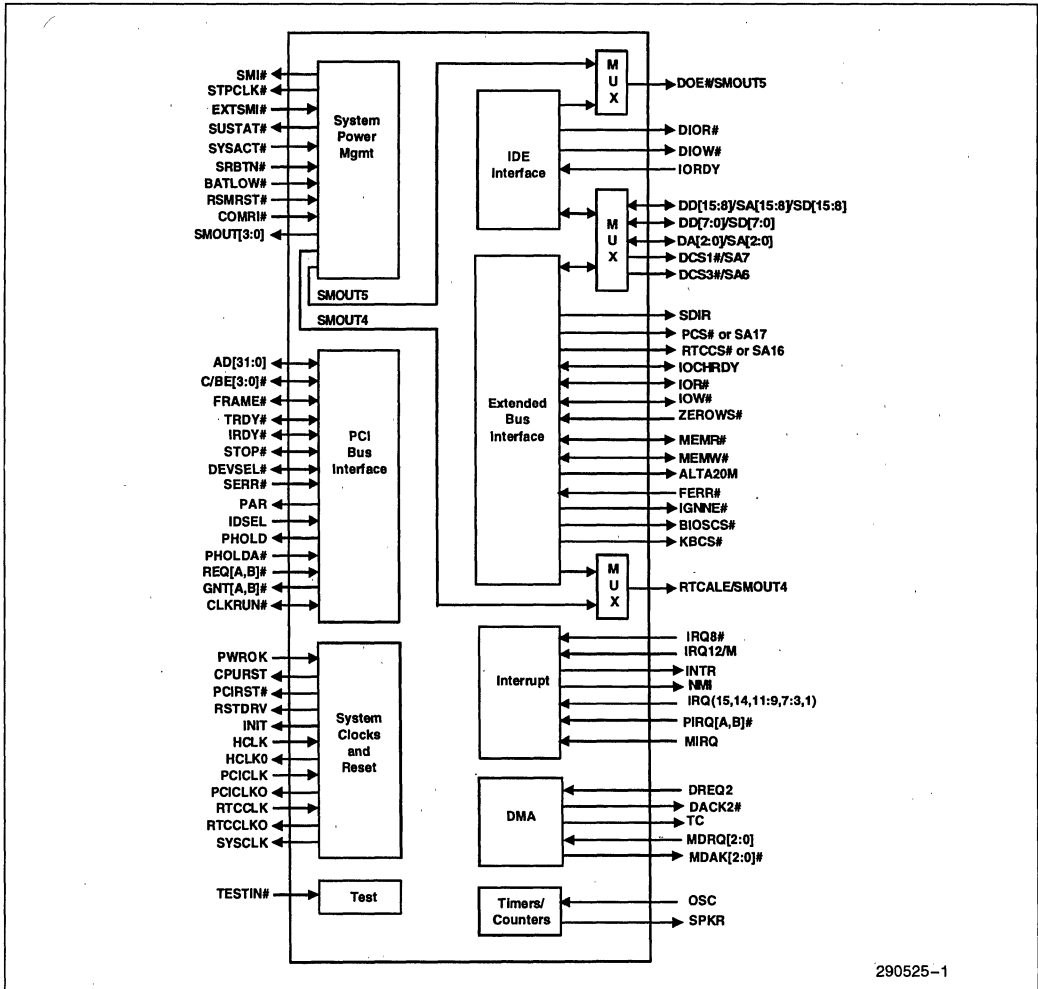 SMI#
STPCLK#
EXTSMI#
SUSTAT#
SYSACT#
SRBTN#
BATLOW#
RSMRST#
COMRI#
SMOUT[3:0]
System
Power
Mgmt
SMOUT5
SMOUT4
AD[31:0]
C/BE[3:0]#
FRAME#
TRDY#
IRDY#
STOP#
DEVSEL#
SERR#
PAR
IDSEL
PHOLD
PHOLDA#
REQ[A,B]#
GNT[A,B]#
CLKRUN#
PCI
Bus
Interface
PWROK
CPURST
PCIRST#
RSTDRV
INIT
HCLK
HCLK0
PCICLK
PCICLKO
RTCCLK
RTCCLKO
SYSCLK
System
Clocks
and
Reset
TESTIN#
Test
M
U
X
DOE#/SMOUT5
IDE
Interface
DIOR#
DIOW#
IORDY
M
U
X
DD[15:8]/SA[15:8]/SD[15:8]
DD[7:0]/SD[7:0]
DA[2:0]/SA[2:0]
DCS1#/SA7
DCS3#/SA6
Extended
Bus
Interface
SDIR
PCS# or SA17
RTCCS# or SA16
IOCHRDY
IOR#
IOW#
ZEROWS#
MEMR#
MEMW#
ALTA20M
FERR#
IGNNE#
BIOSCS#
KBCS#
M
U
X
RTCALE/SMOUT4
Interrupt
IRQ8#
IRQ12/M
INTR
NMI
IRQ(15,14,11:9,7:3,1)
PIRQ[A,B]#
MIRQ
DMA
DREQ2
DACK2#
TC
MDRQ[2:0]
MDAK[2:0]#
Timers/
Counters
OSC
SPKR
290525–1